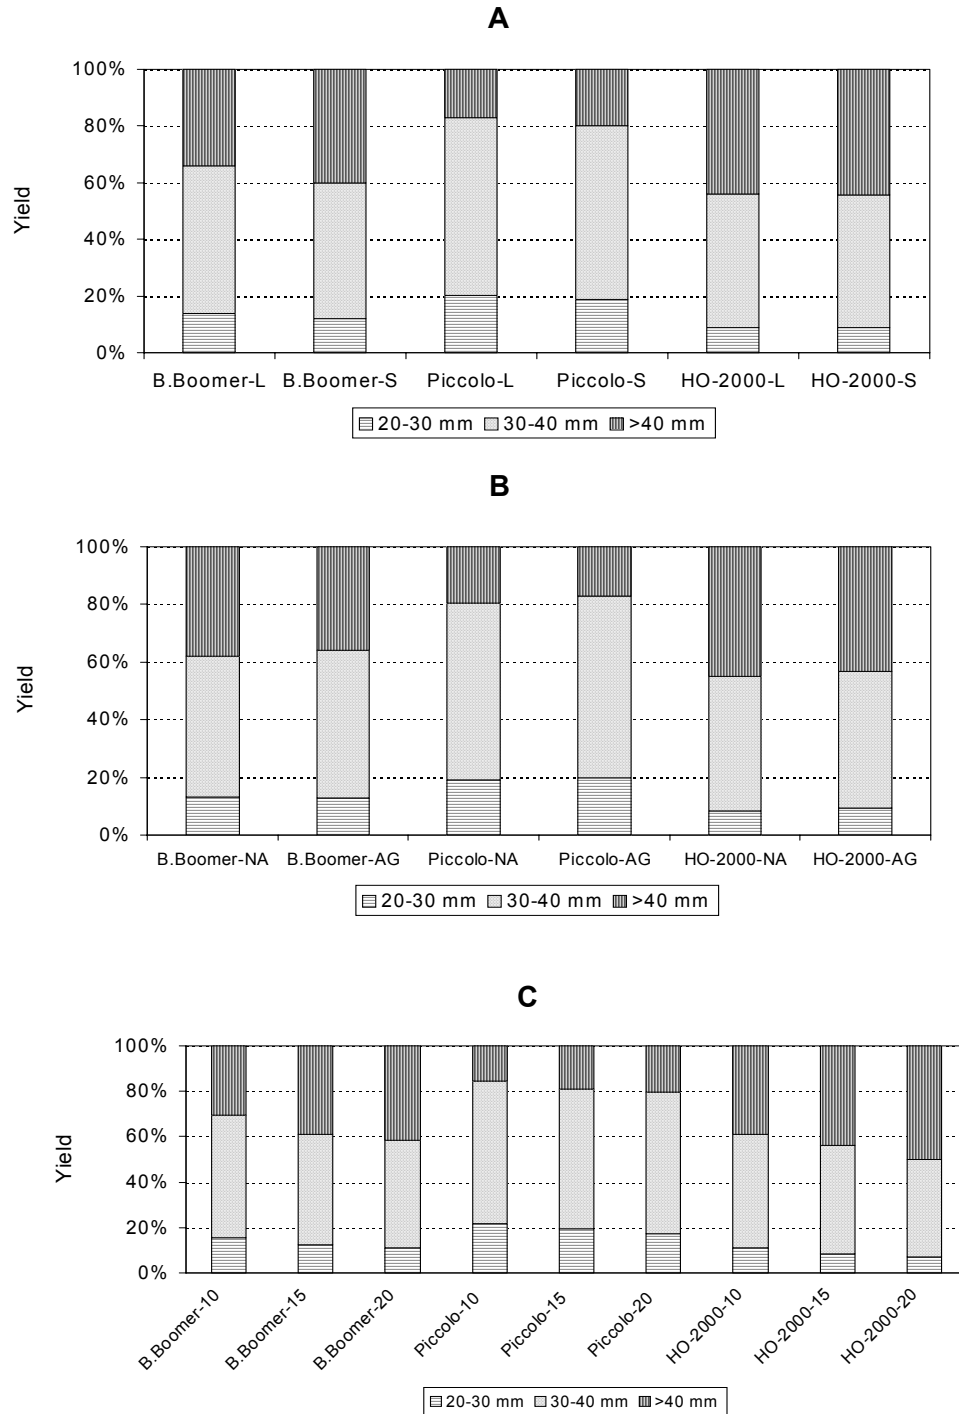 A
100%
80%
60%
40%
20%
0%
Yield
B.Boomer-L B.Boomer-S Piccolo-L Piccolo-S HO-2000-L HO-2000-S
20-30 mm 30-40 mm >40 mm
B
100%
80%
60%
40%
20%
0%
Yield
B.Boomer-NA B.Boomer-AG Piccolo-NA Piccolo-AG HO-2000-NA HO-2000-AG
20-30 mm 30-40 mm >40 mm
C
100%
80%
60%
40%
20%
0%
Yield
B.Boomer-10 B.Boomer-15 B.Boomer-20 Piccolo-10 Piccolo-15 Piccolo-20 HO-2000-10 HO-2000-15 HO-2000-20
20-30 mm 30-40 mm >40 mm